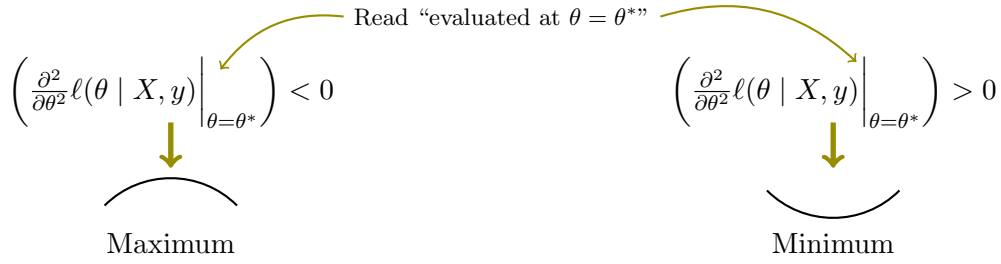 Read “evaluated at θ = θ*”
(∂²/∂θ² ℓ(θ | X, y)|θ=θ*) < 0
(∂²/∂θ² ℓ(θ | X, y)|θ=θ*) > 0
Maximum
Minimum